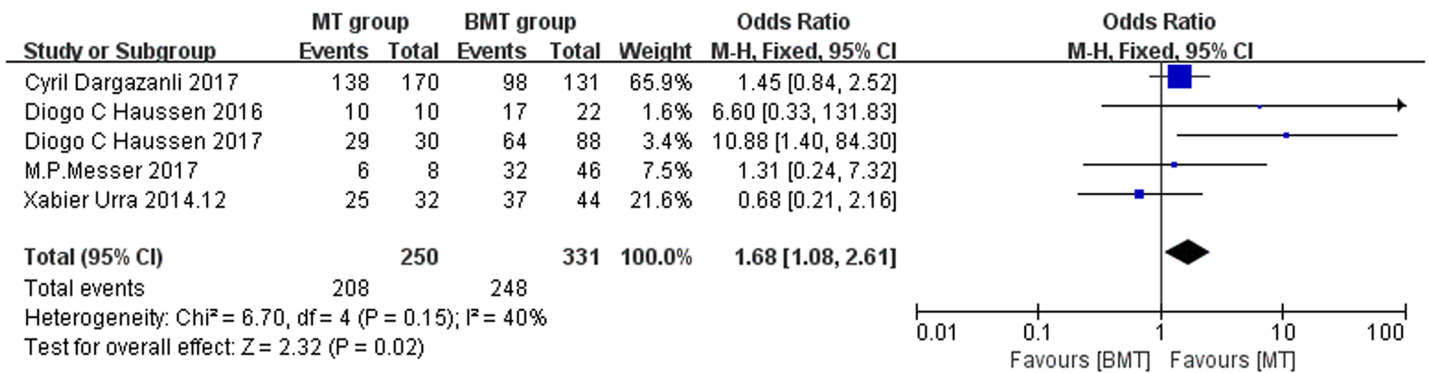 MT group BMT group Odds Ratio Odds Ratio
Study or Subgroup Events Total Events Total Weight M-H, Fixed, 95% CI M-H, Fixed, 95% CI
Cyril Dargazanli 2017 138 170 98 131 65.9% 1.45 [0.84, 2.52]
Diogo C Haussen 2016 10 10 17 22 1.6% 6.60 [0.33, 131.83]
Diogo C Haussen 2017 29 30 64 88 3.4% 10.88 [1.40, 84.30]
M.P.Messer 2017 6 8 32 46 7.5% 1.31 [0.24, 7.32]
Xabier Urra 2014.12 25 32 37 44 21.6% 0.68 [0.21, 2.16]
Total (95% CI) 250 331 100.0% 1.68 [1.08, 2.61]
Total events 208 248
Heterogeneity: Chi² = 6.70, df = 4 (P = 0.15); I² = 40%
Test for overall effect: Z = 2.32 (P = 0.02)
0.01 0.1 1 10 100
Favours [BMT] Favours [MT]